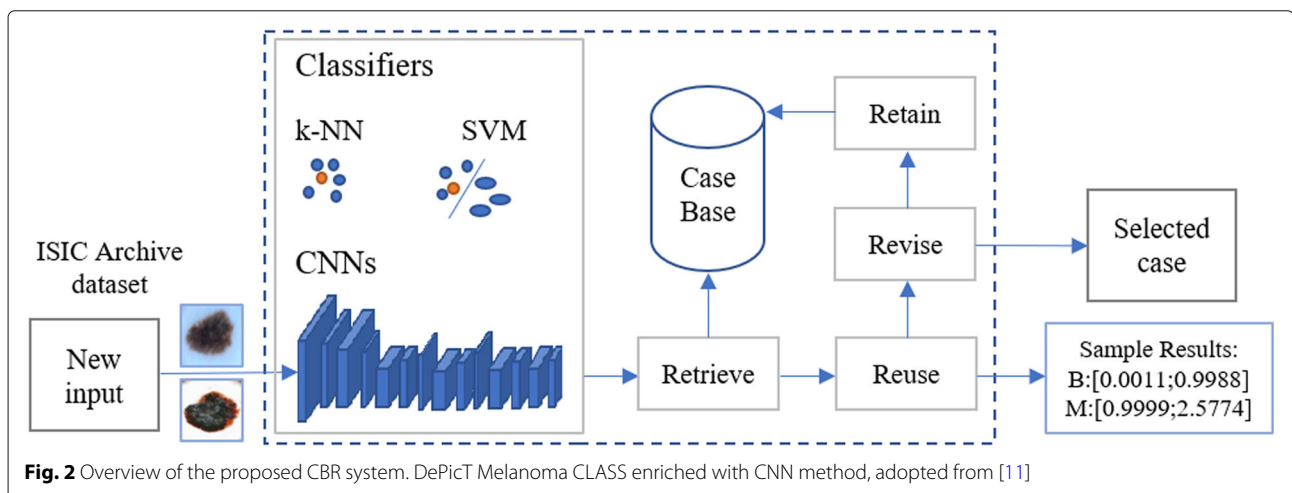 Classifiers
k-NN
SVM
CNNs
ISIC Archive
dataset
New
input
Case
Base
Retain
Revise
Retrieve
Reuse
Selected
case
Sample Results:
B:[0.0011;0.9988]
M:[0.9999;2.5774]
Fig. 2 Overview of the proposed CBR system. DePicT Melanoma CLASS enriched with CNN method, adopted from [11]